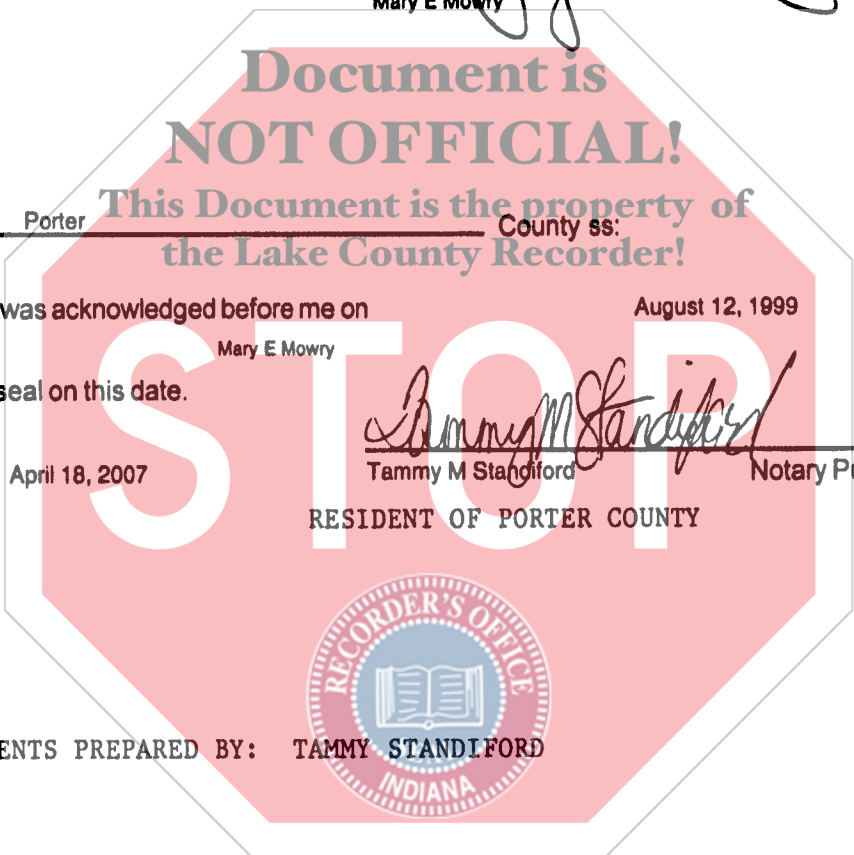 Mary E Mowry
Document is
NOT OFFICIAL!
This Document is the property of
Porter County ss:
the Lake County Recorder!
was acknowledged before me on August 12, 1999
Mary E Mowry
seal on this date.
STOP
Tammy M Standiford
April 18, 2007 Tammy M Standiford Notary
RESIDENT OF PORTER COUNTY
RECORDER'S OFFICE
ENTS PREPARED BY: TAMMY STANDIFORD
INDIANA